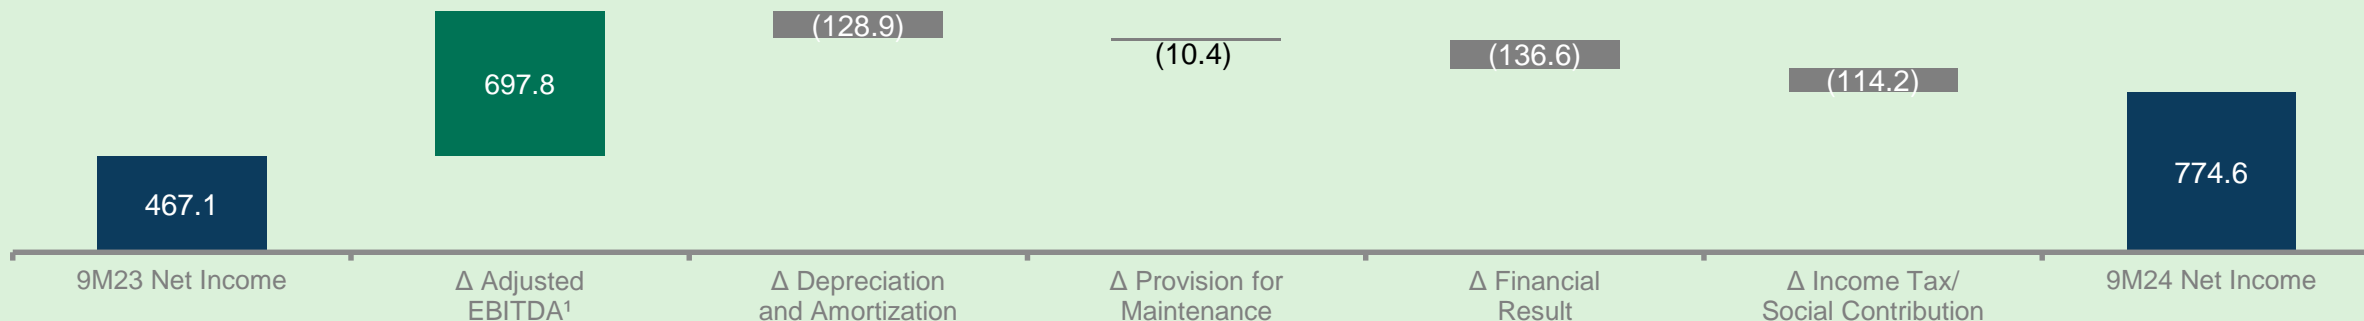 (128.9)
(10.4)
(136.6)
(114.2)
697.8
467.1
774.6
9M23 Net Income
Δ Adjusted
EBITDA¹
Δ Depreciation
and Amortization
Δ Provision for
Maintenance
Δ Financial
Result
Δ Income Tax/
Social Contribution
9M24 Net Income